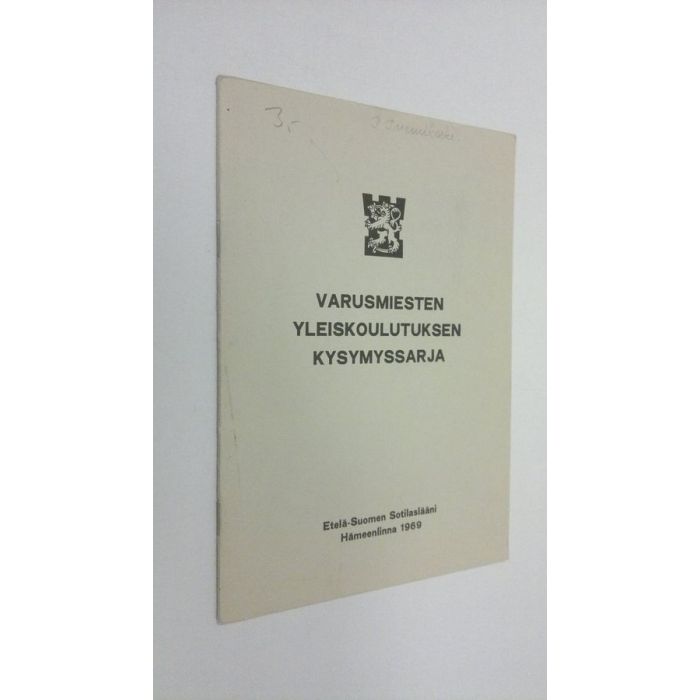 3,-
VARUSMIESTEN
YLEISKOULUTUKSEN
KYSYMYSSARJA
Etelä-Suomen Sotilaslääni
Hämeenlinna 1969